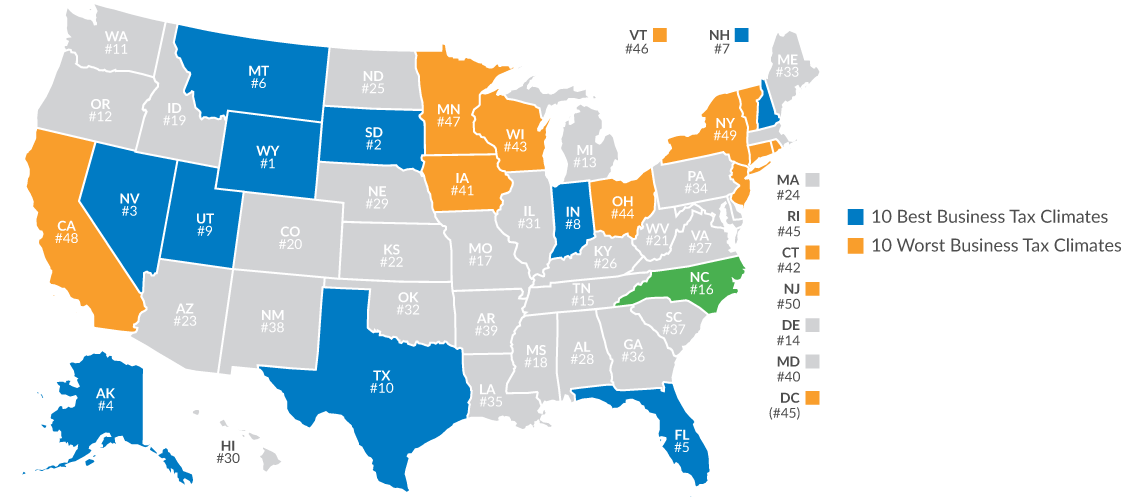 VT
#46
NH
#7
WA
#11
MT
#6
ND
#25
ME
#33
OR
#12
ID
#19
MN
#47
WI
#43
NY
#49
SD
#2
WY
#1
MI
#13
IA
#41
NE
#29
PA
#34
MA
#24
NV
#3
UT
#9
CA
#48
CO
#20
IL
#31
IN
#8
OH
#44
WV
#21
VA
#27
RI
#45
10 Best Business Tax Climates
10 Worst Business Tax Climates
KS
#22
MO
#17
KY
#26
CT
#42
NC
#16
NJ
#50
AZ
#23
NM
#38
OK
#32
AR
#39
TN
#15
SC
#37
DE
#14
MS
#18
AL
#28
GA
#36
MD
#40
TX
#10
LA
#35
AK
#4
DC
(#45)
HI
#30
FL
#5